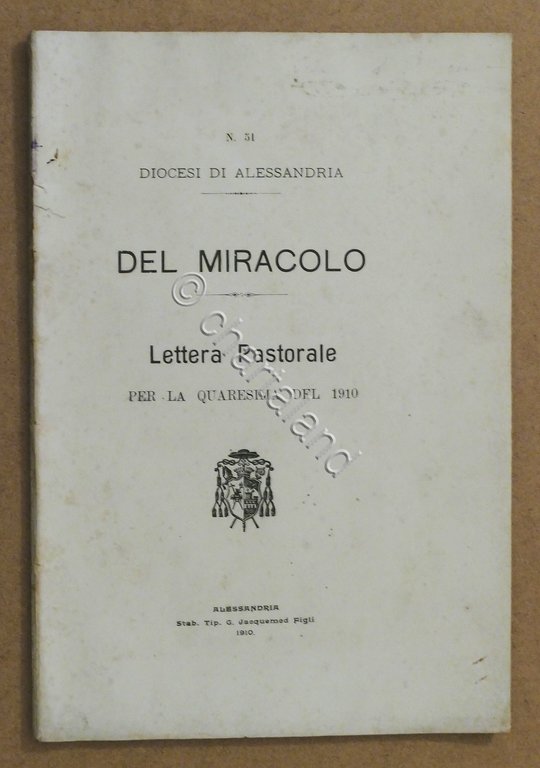 N. 51
DIOCESI DI ALESSANDRIA
DEL MIRACOLO
Lettera Pastorale
PER LA QUARESIMA DEL 1910
© chartaland
ALESSANDRIA
Stab. Tip. G. Jacquemod Figli
1910.